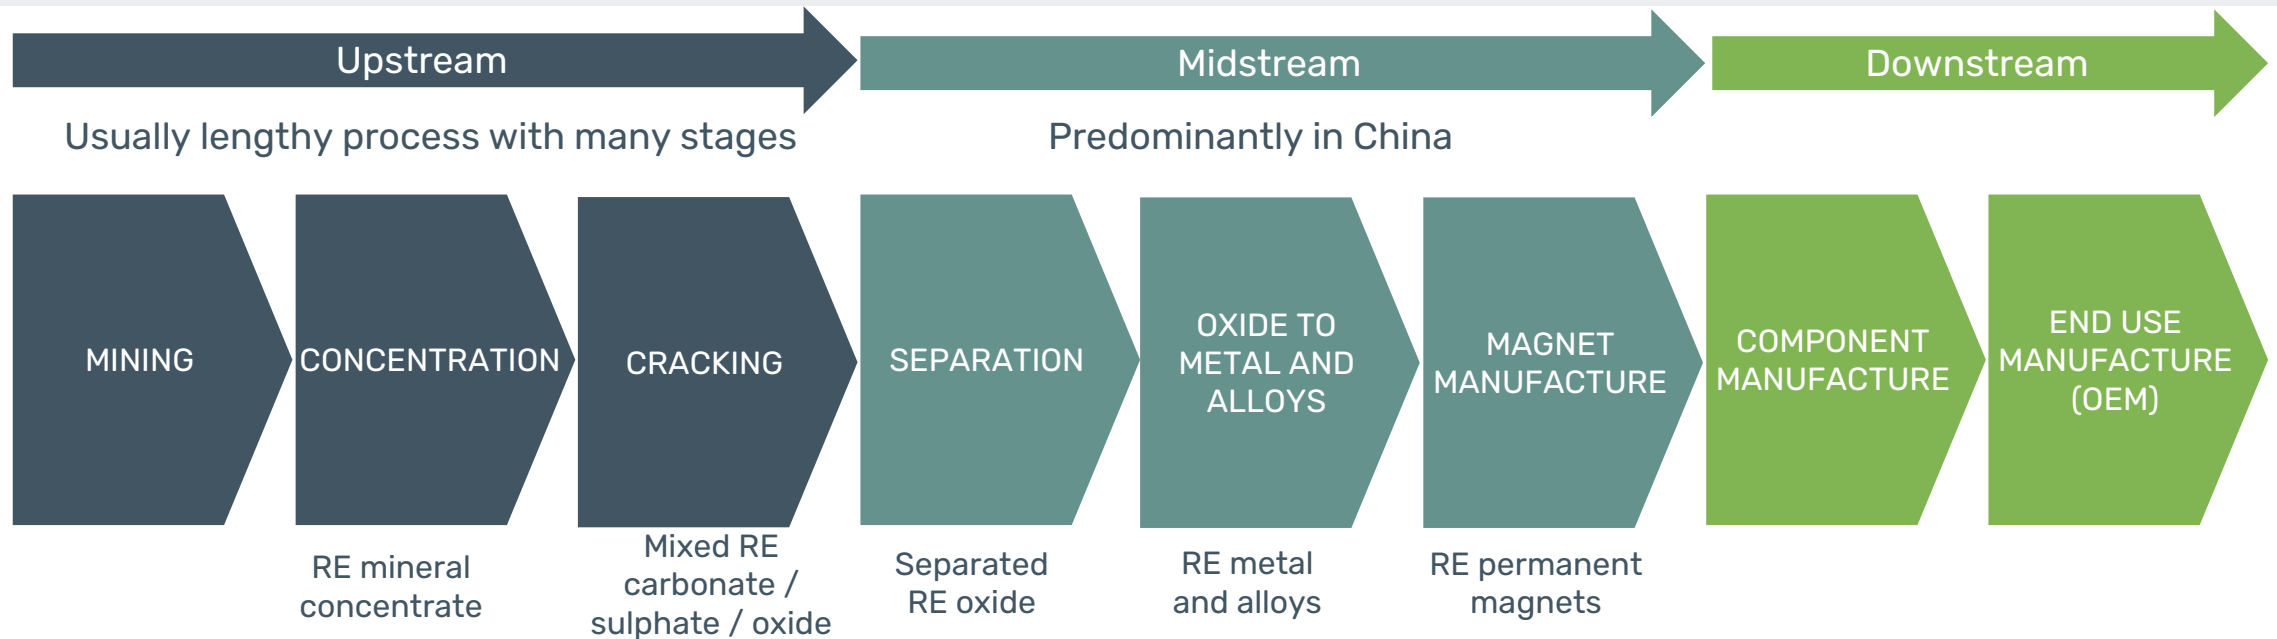 Upstream
Midstream
Downstream
Usually lengthy process with many stages
Predominantly in China
MINING
CONCENTRATION
CRACKING
SEPARATION
OXIDE TO
METAL AND
ALLOYS
MAGNET
MANUFACTURE
COMPONENT
MANUFACTURE
END USE
MANUFACTURE
(OEM)
RE mineral
concentrate
Mixed RE
carbonate /
sulphate / oxide
Separated
RE oxide
RE metal
and alloys
RE permanent
magnets